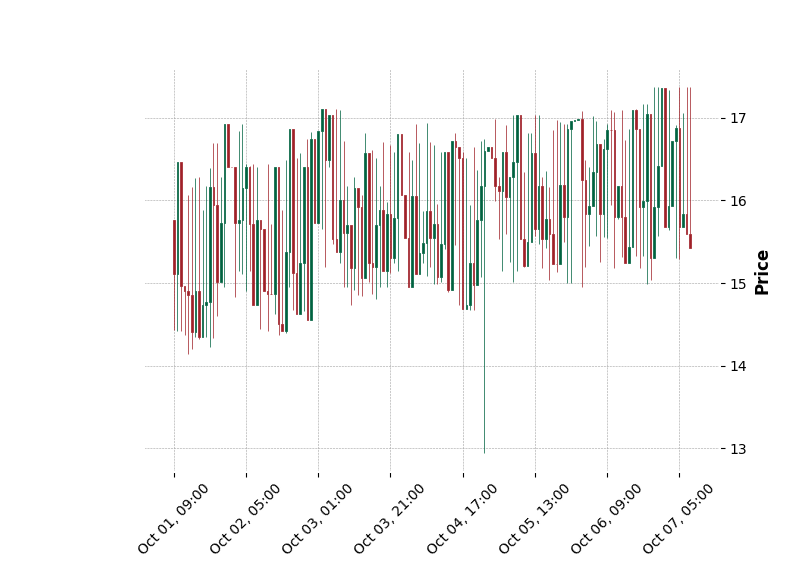 17
16
15
14
13
Price
Oct 01, 09:00
Oct 02, 05:00
Oct 03, 01:00
Oct 03, 21:00
Oct 04, 17:00
Oct 05, 13:00
Oct 06, 09:00
Oct 07, 05:00